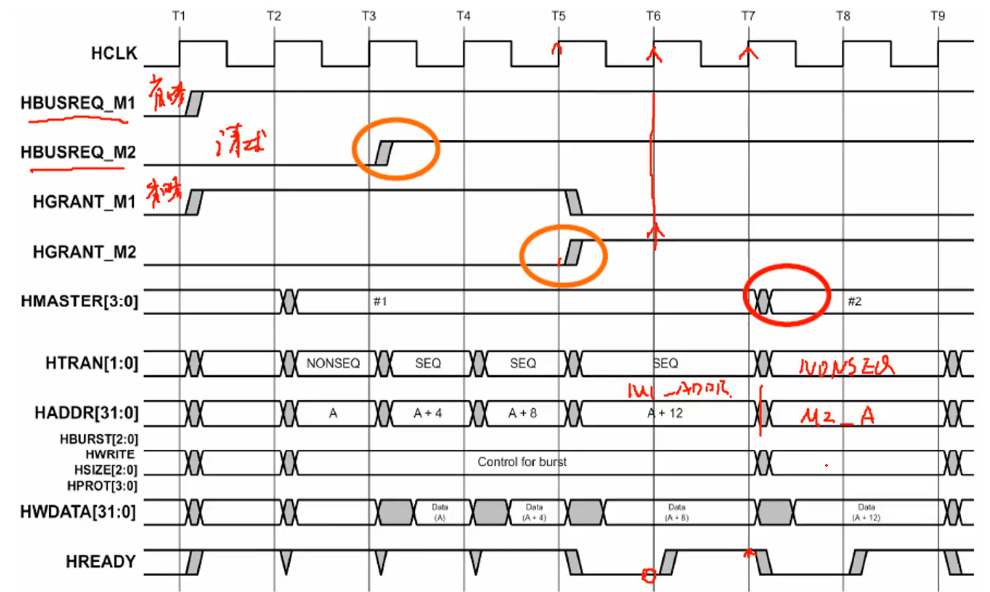 T1 T2 T3 T4 T5 T6 T7 T8 T9
HCLK
HBUSREQ_M1
HBUSREQ_M2 请求
HGRANT_M1
HGRANT_M2
HMASTER[3:0] #1 #2
HTRAN[1:0] NONSEQ SEQ SEQ SEQ NONSEQ
M1_ADDR
HADDR[31:0] A A + 4 A + 8 A + 12 M2_A
HBURST[2:0]
HWRITE
HSIZE[2:0]
HPROT[3:0]
Control for burst
HWDATA[31:0] Data (A) Data (A + 4) Data (A + 8) Data (A + 12)
HREADY